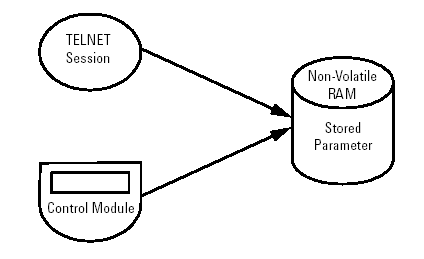 TELNET
Session
Non-Volatile
RAM
Stored
Parameter
Control Module